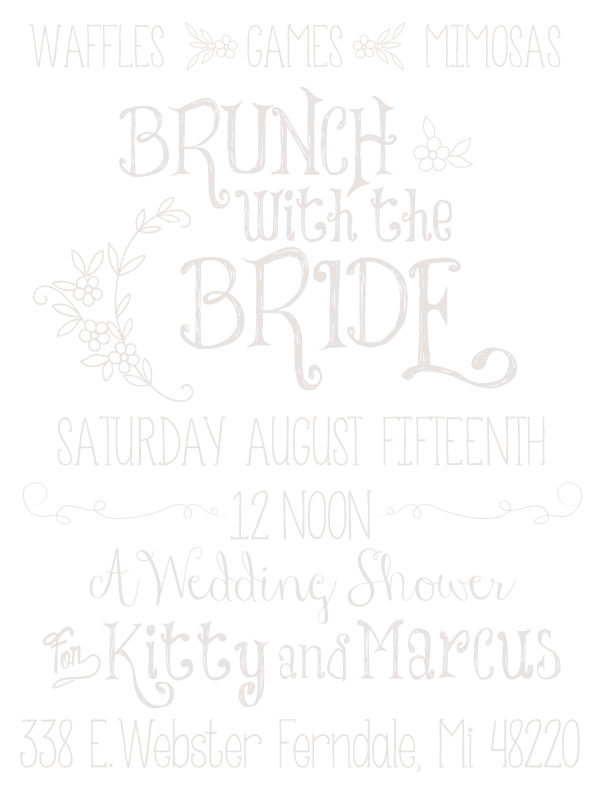 WAFFLES GAMES MIMOSAS
BRUNCH
with the
BRIDE
SATURDAY AUGUST FIFTEENTH
12 NOON
A Wedding Shower
For Kitty and Marcus
338 E. Webster Ferndale, Mi 48220